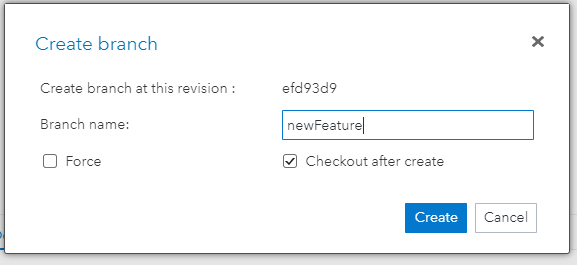 Create branch
Create branch at this revision : efd93d9
Branch name: newFeature
Force Checkout after create
Create Cancel